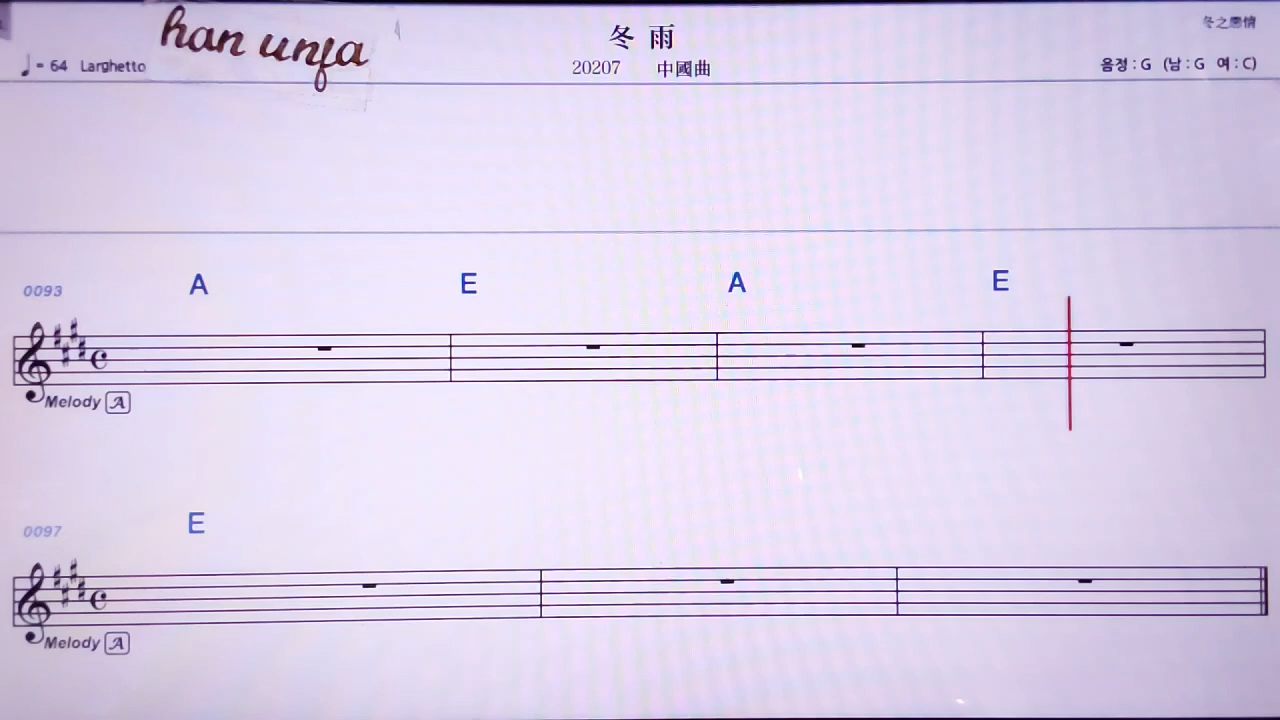 han unja
冬雨
冬之戀情
♩= 64 Larghetto
20207 中國曲
음정 : G (남 : G 여 : C)
0093 A E A E
Melody A
0097 E
Melody A